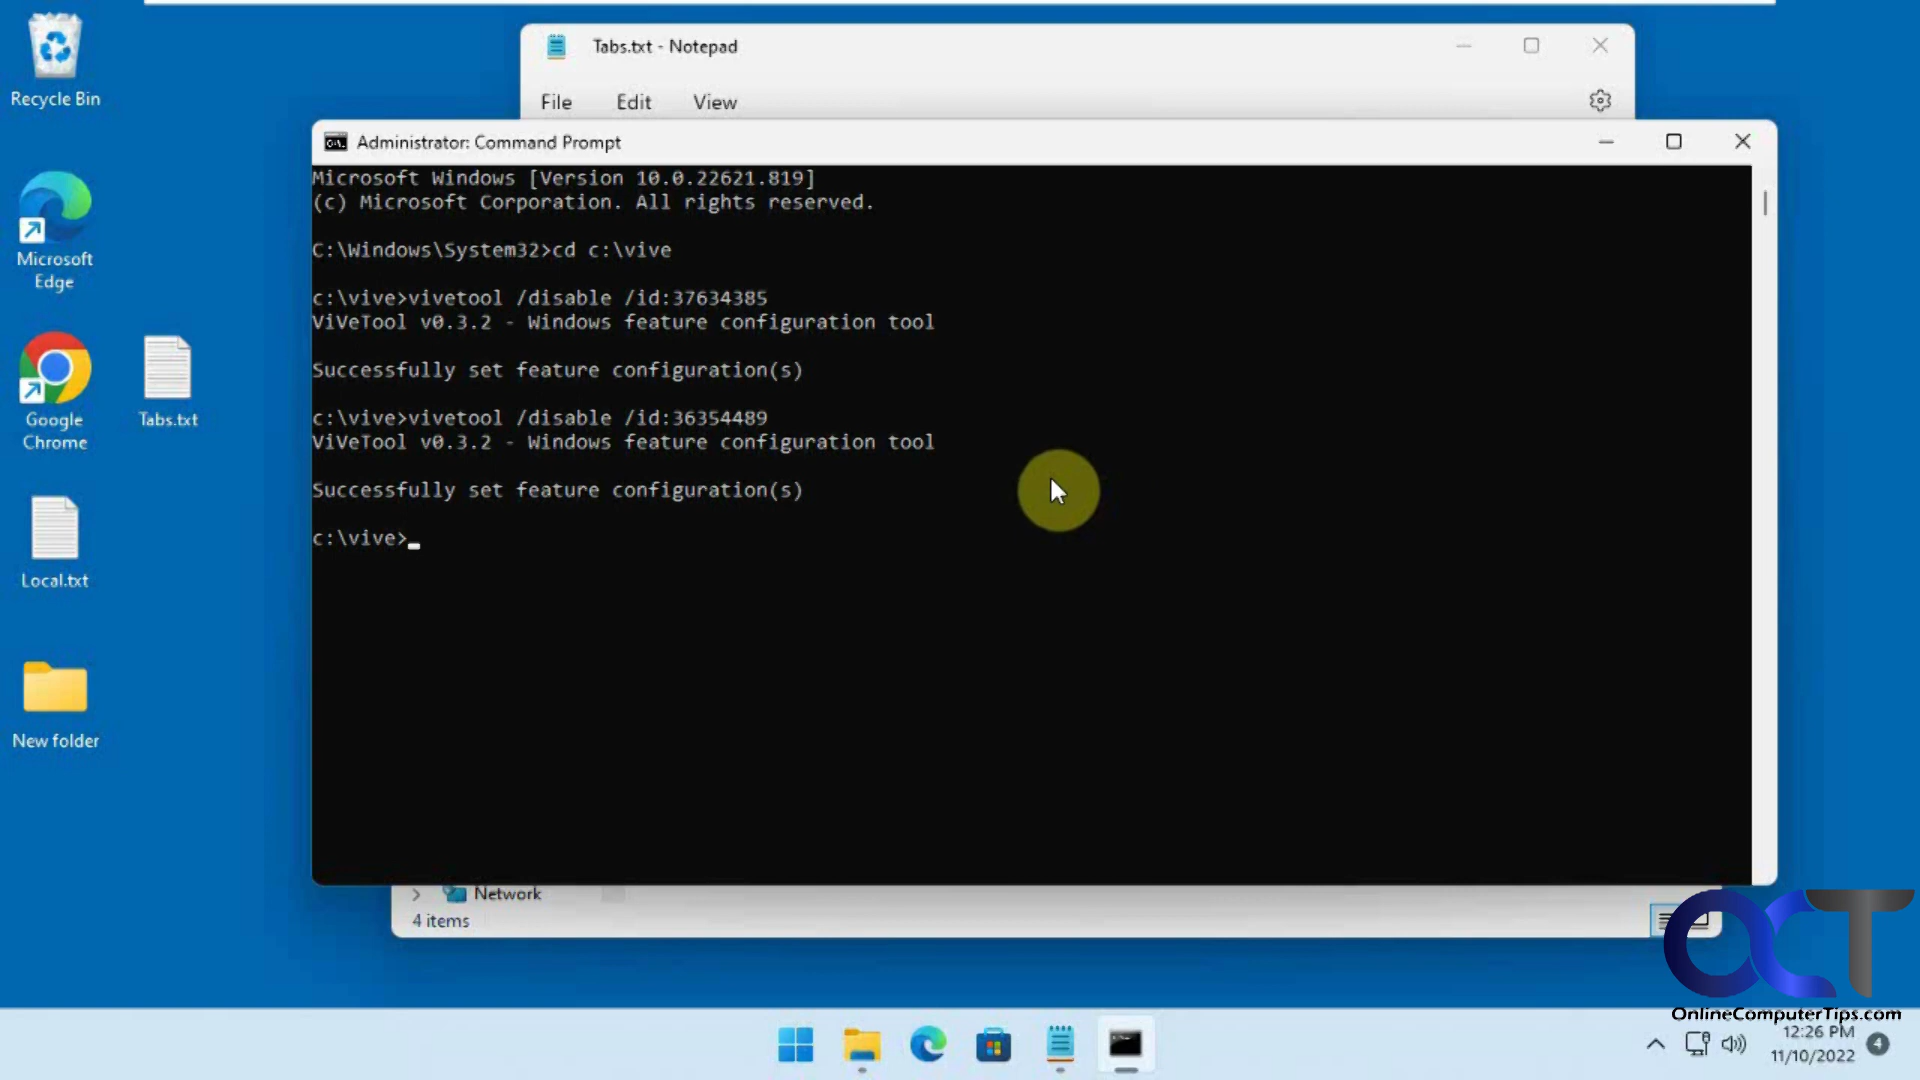 Recycle Bin
Microsoft
Edge
Google
Chrome
Tabs.txt
Local.txt
New folder
Tabs.txt - Notepad
File Edit View
Administrator: Command Prompt
Microsoft Windows [Version 10.0.22621.819]
(c) Microsoft Corporation. All rights reserved.
C:\Windows\System32>cd c:\vive
c:\vive>vivetool /disable /id:37634385
ViVeTool v0.3.2 - Windows feature configuration tool
Successfully set feature configuration(s)
c:\vive>vivetool /disable /id:36354489
ViVeTool v0.3.2 - Windows feature configuration tool
Successfully set feature configuration(s)
c:\vive>
Network
4 items
OCT
OnlineComputerTips.com
12:26 PM
11/10/2022
4